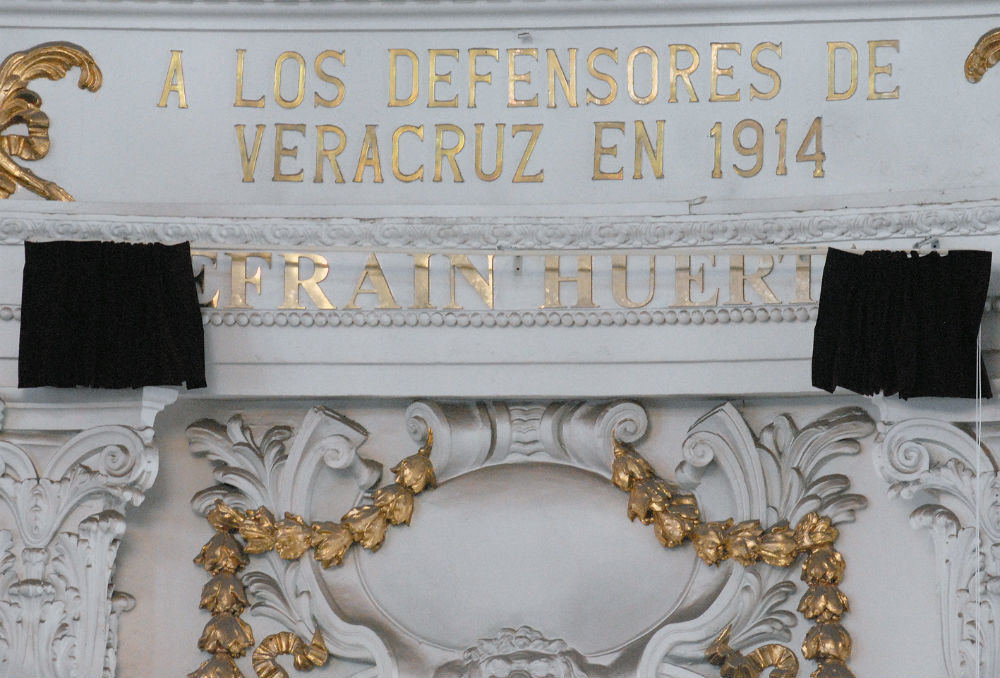 A LOS DEFENSORES DE
VERACRUZ EN 1914
EFRAIN HUERT